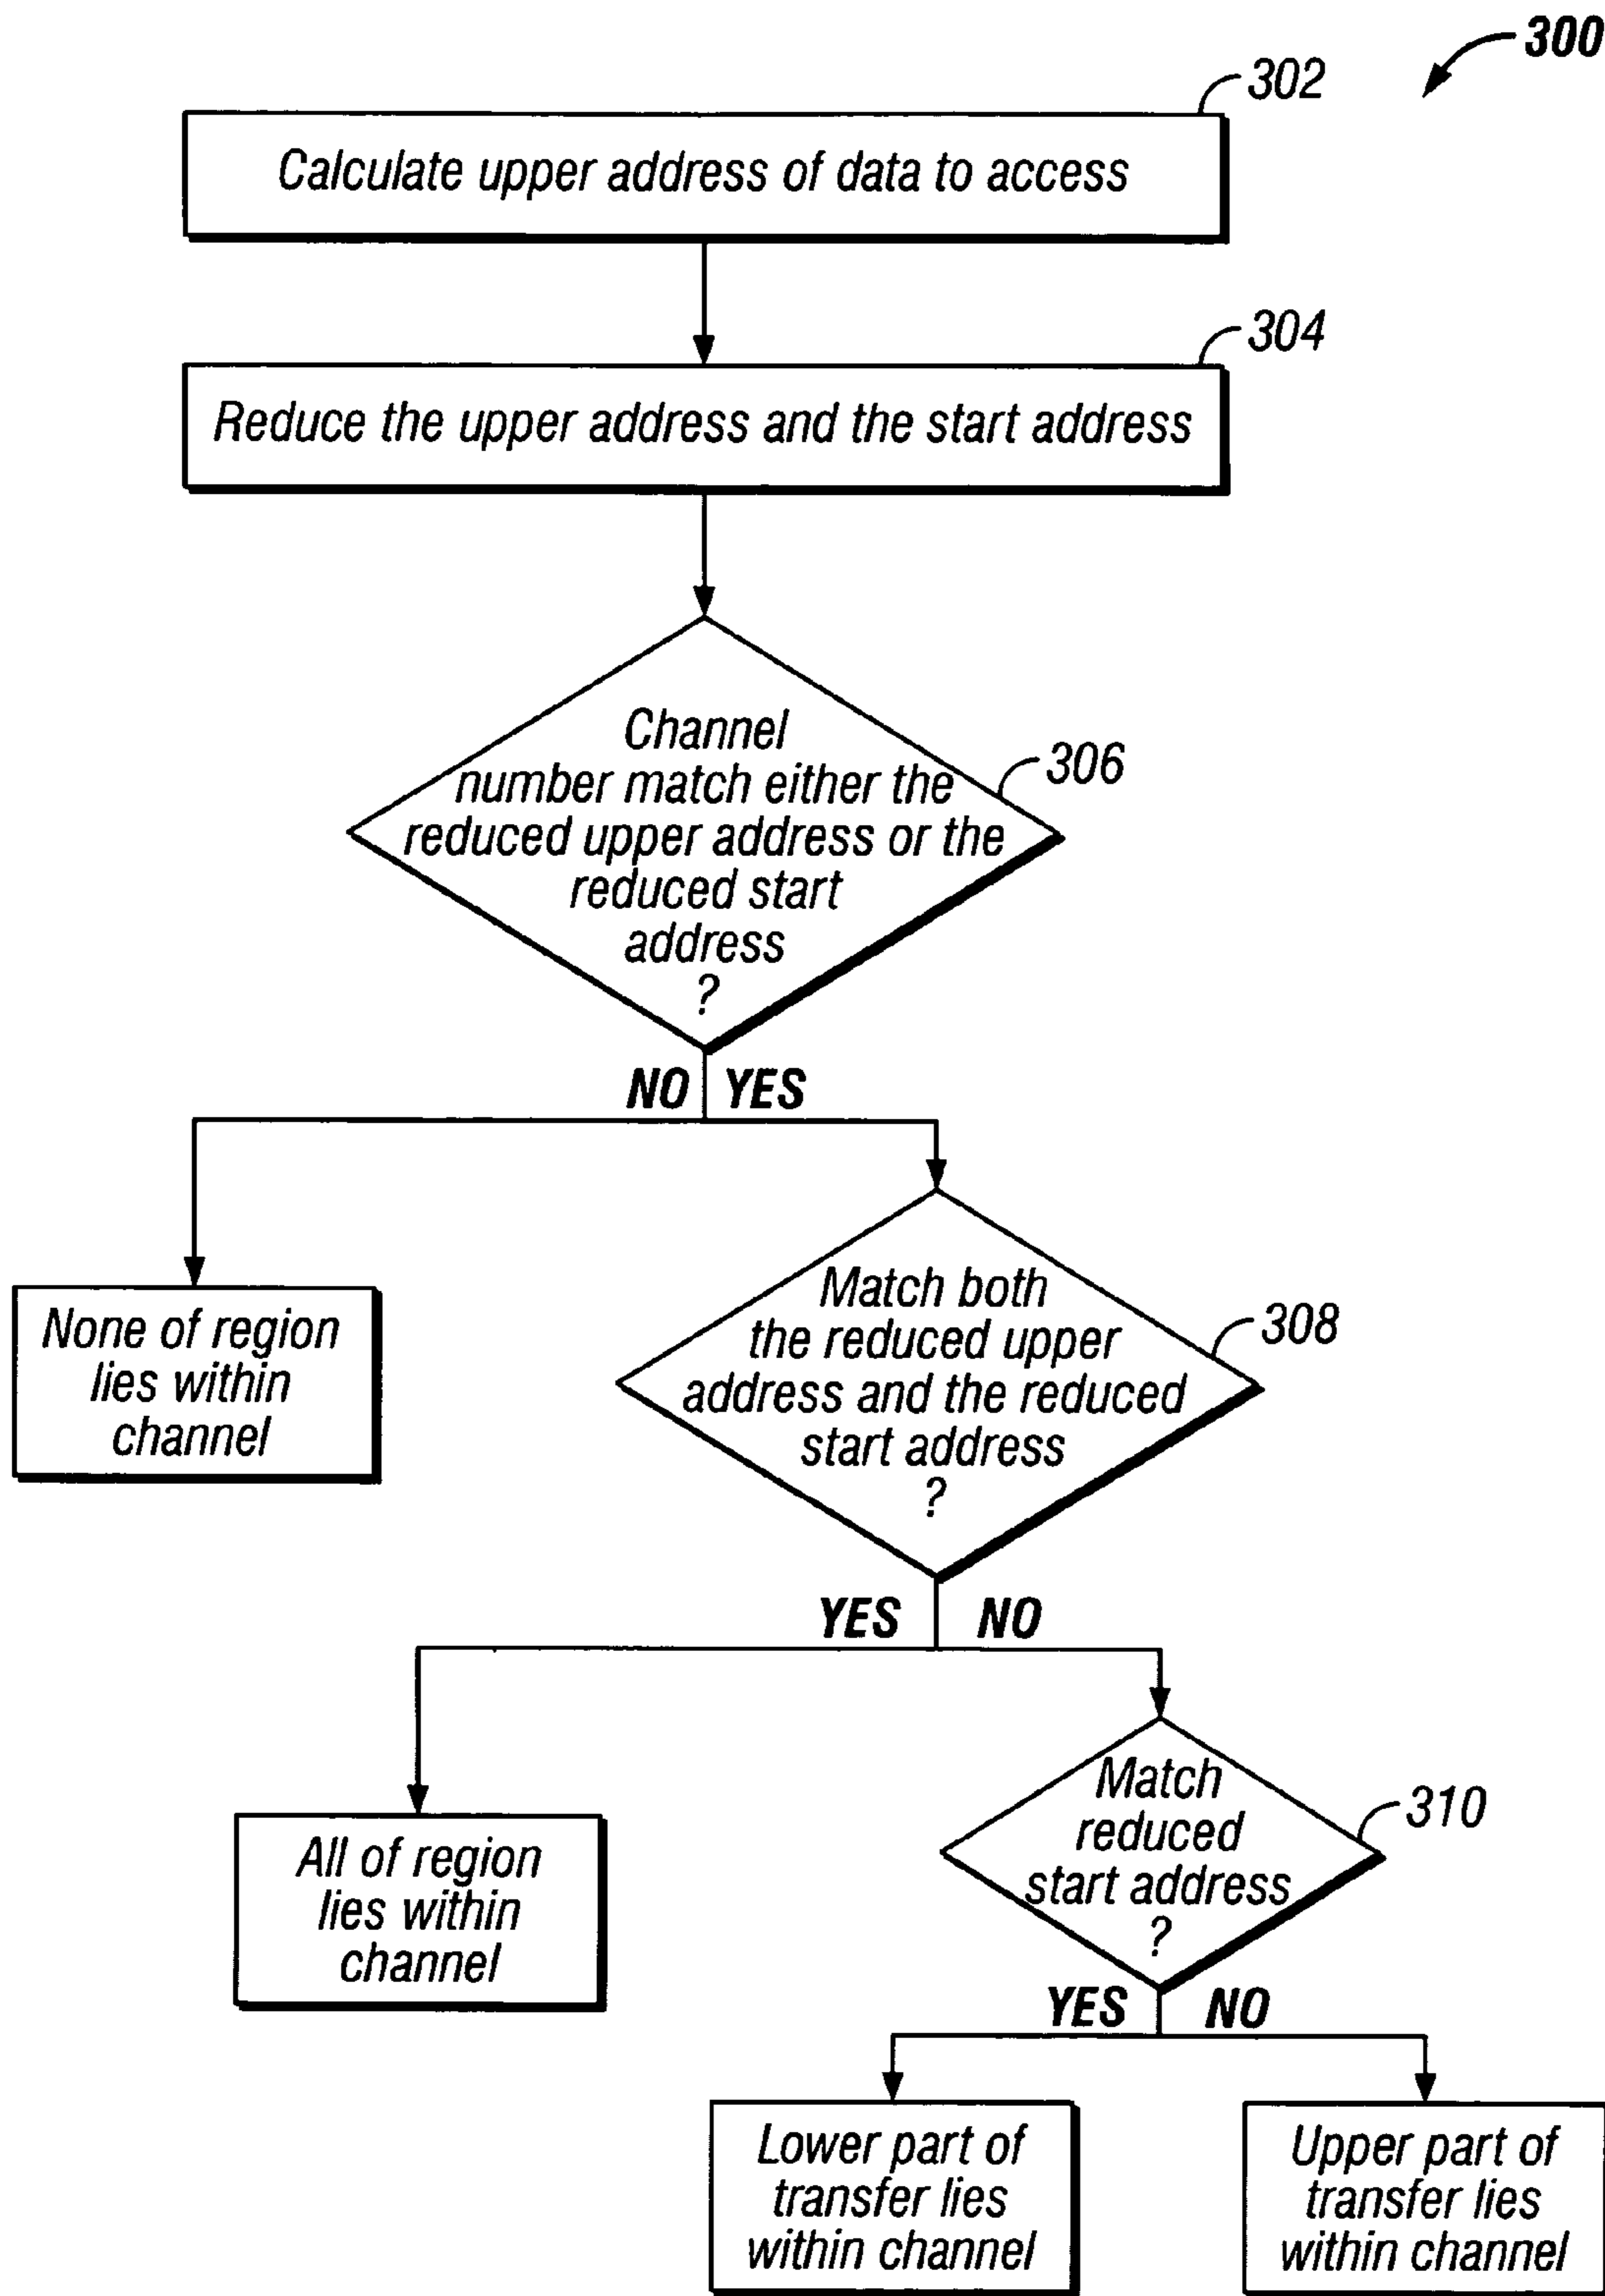 300
302
Calculate upper address of data to access
304
Reduce the upper address and the start address
Channel
number match either the
reduced upper address or the
reduced start
address
?
306
NO YES
None of region
lies within
channel
Match both
the reduced upper
address and the reduced
start address
?
308
YES NO
All of region
lies within
channel
Match
reduced
start address
?
310
YES NO
Lower part of
transfer lies
within channel
Upper part of
transfer lies
within channel